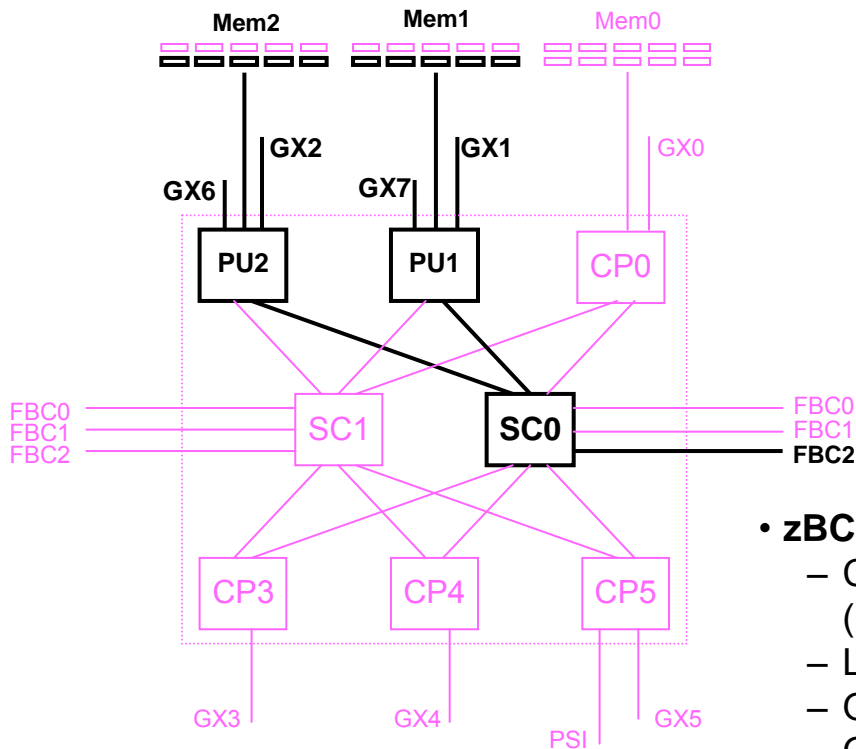 Mem2 Mem1 Mem0
GX2 GX1 GX0
GX6 GX7
PU2 PU1 CP0
FBC0 FBC0
FBC1 SC1 SC0 FBC1
FBC2 FBC2
• zBC
– C
(
– L
CP3 CP4 CP5
GX3 GX4 GX5
PSI